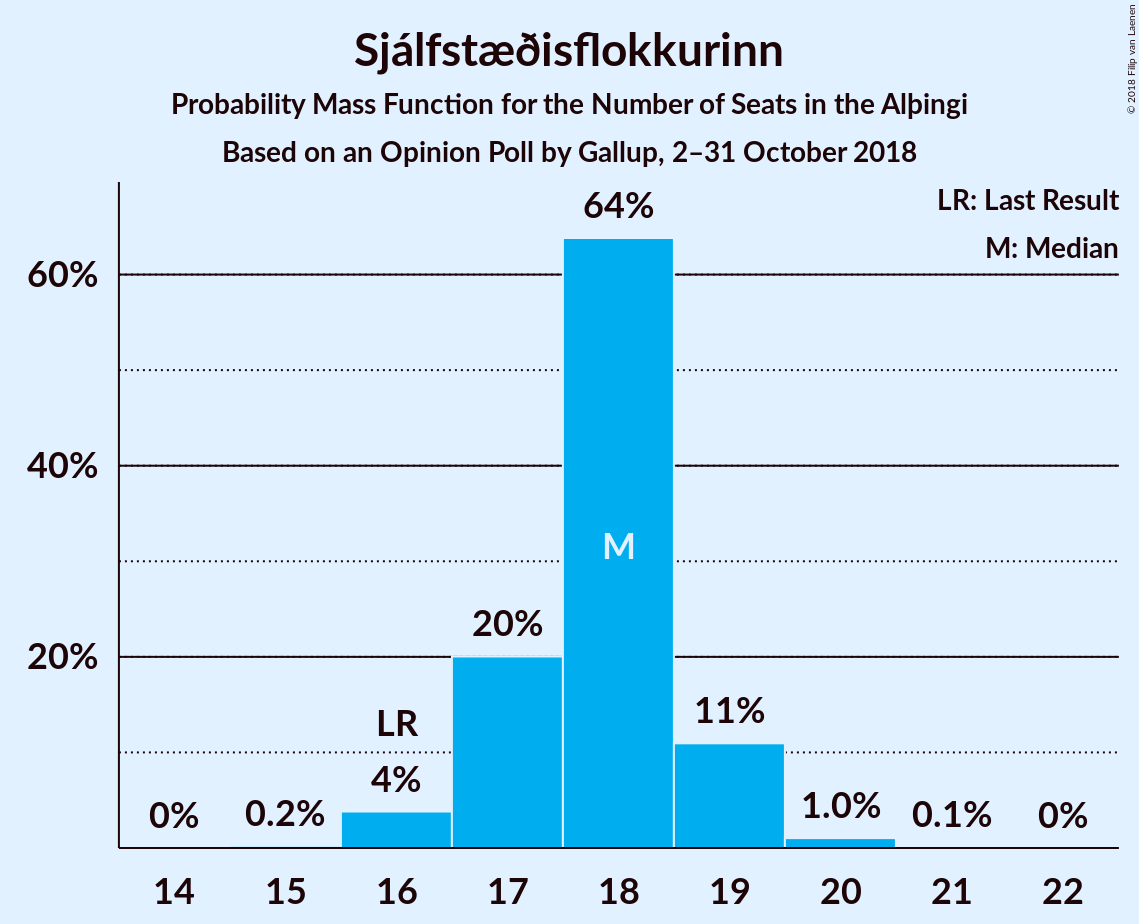 Sjálfstæðisflokkurinn
Probability Mass Function for the Number of Seats in the Alþingi
Based on an Opinion Poll by Gallup, 2–31 October 2018
© 2018 Filip van Laenen
LR: Last Result
M: Median
64%
60%
40%
M
20%
20%
LR
11%
4%
0%
0.2%
1.0%
0.1%
0%
14 15 16 17 18 19 20 21 22